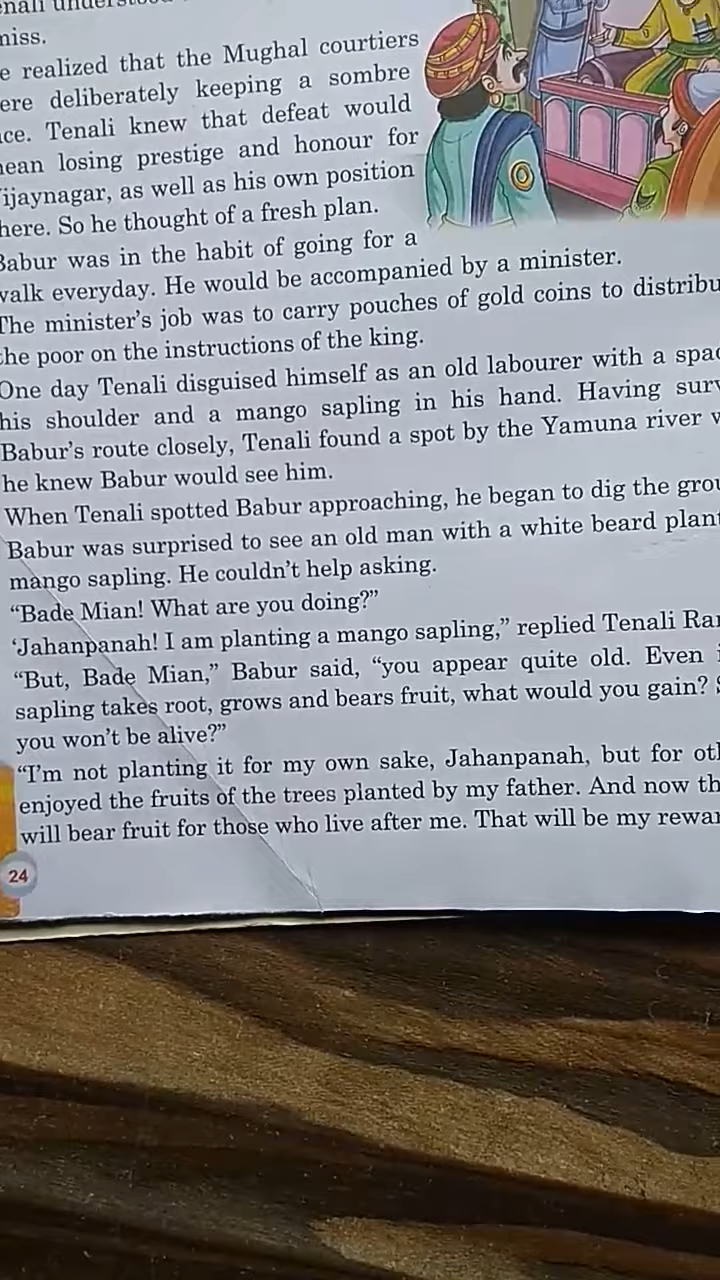 niss.
e realized that the Mughal courtiers
ere deliberately keeping a sombre
ce. Tenali knew that defeat would
ean losing prestige and honour for
ijaynagar, as well as his own position
here. So he thought of a fresh plan.
Babur was in the habit of going for a
walk everyday. He would be accompanied by a minister.
The minister's job was to carry pouches of gold coins to distribu
the poor on the instructions of the king.
One day Tenali disguised himself as an old labourer with a spa
his shoulder and a mango sapling in his hand. Having surv
Babur's route closely, Tenali found a spot by the Yamuna river w
he knew Babur would see him.
When Tenali spotted Babur approaching, he began to dig the grou
Babur was surprised to see an old man with a white beard plant
mango sapling. He couldn't help asking.
“Bade Mian! What are you doing?”
‘Jahanpanah! I am planting a mango sapling,” replied Tenali Ra
“But, Bade Mian,” Babur said, “you appear quite old. Even i
sapling takes root, grows and bears fruit, what would you gain? S
you won't be alive?”
“I'm not planting it for my own sake, Jahanpanah, but for oth
enjoyed the fruits of the trees planted by my father. And now th
will bear fruit for those who live after me. That will be my rewar
24